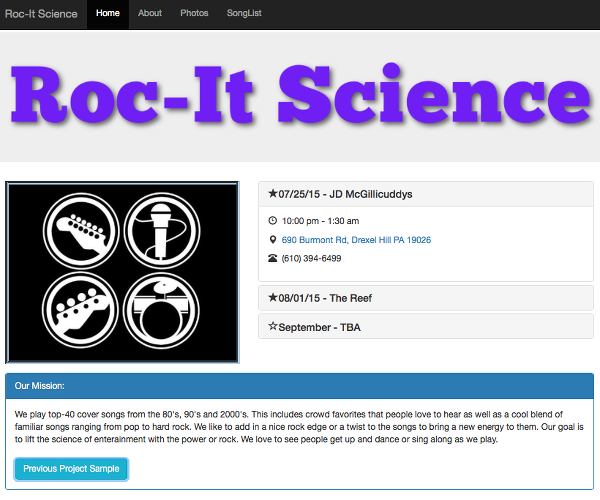 Roc-It Science Home About Photos SongList
Roc-It Science
★07/25/15 - JD McGillicuddys
10:00 pm - 1:30 am
690 Burmont Rd, Drexel Hill PA 19026
(610) 394-6499
★08/01/15 - The Reef
☆September - TBA
Our Mission:
We play top-40 cover songs from the 80's, 90's and 2000's. This includes crowd favorites that people love to hear as well as a cool blend of
familiar songs ranging from pop to hard rock. We like to add in a nice rock edge or a twist to the songs to bring a new energy to them. Our goal is
to lift the science of enterainment with the power or rock. We love to see people get up and dance or sing along as we play.
Previous Project Sample